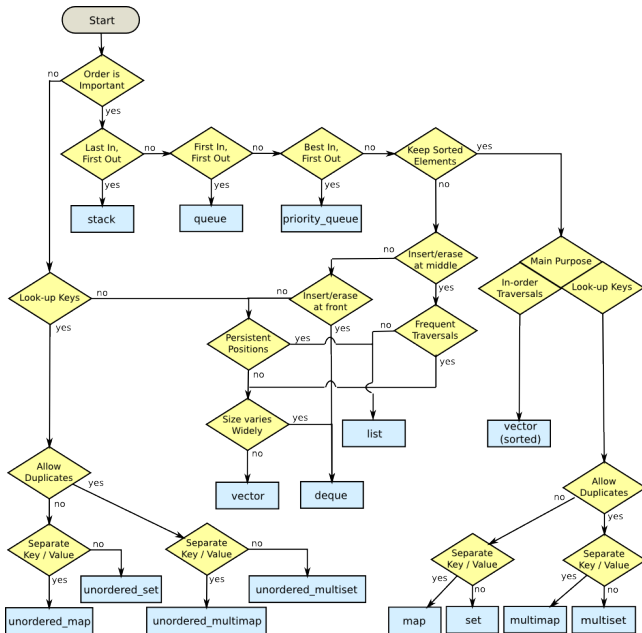 Start
no
Order is
Important
yes
Last In,
First Out
no
First In,
First Out
no
Best In,
First Out
no
Keep Sorted
Elements
yes
yes
yes
yes
no
stack
queue
priority_queue
no
Insert/erase
at middle
Main Purpose
yes
Look-up Keys
no
no
Insert/erase
at front
In-order
Traversals
Look-up Keys
yes
Persistent
Positions
yes
no
Frequent
Traversals
no
yes
yes
Size varies
Widely
yes
list
vector
(sorted)
no
Allow
Duplicates
yes
vector
deque
Allow
Duplicates
no
no
yes
Separate
Key / Value
no
Separate
Key / Value
no
Separate
Key / Value
Separate
Key / Value
yes
unordered_set
yes
unordered_multiset
yes
no
yes
no
unordered_map
unordered_multimap
map
set
multimap
multiset